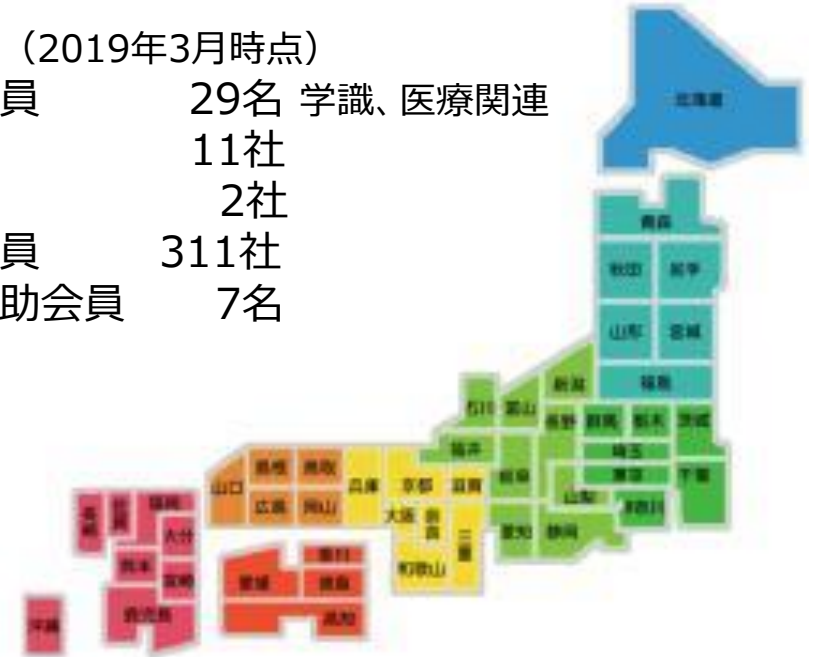 （2019年3月時点）
員 29名 学識、医療関連
11社
2社
員 311社
助会員 7名
北海道
青森
秋田 岩手
山形 宮城
福島
新潟
石川 富山
長野 群馬 栃木 茨城
福井
埼玉
岐阜
東京 千葉
山梨
神奈川
愛知 静岡
島根 鳥取
山口
兵庫 京都 滋賀
広島 岡山
大阪 奈良
三重
和歌山
長崎 佐賀 福岡
大分
熊本
宮崎
鹿児島
沖縄
香川
愛媛 徳島
高知